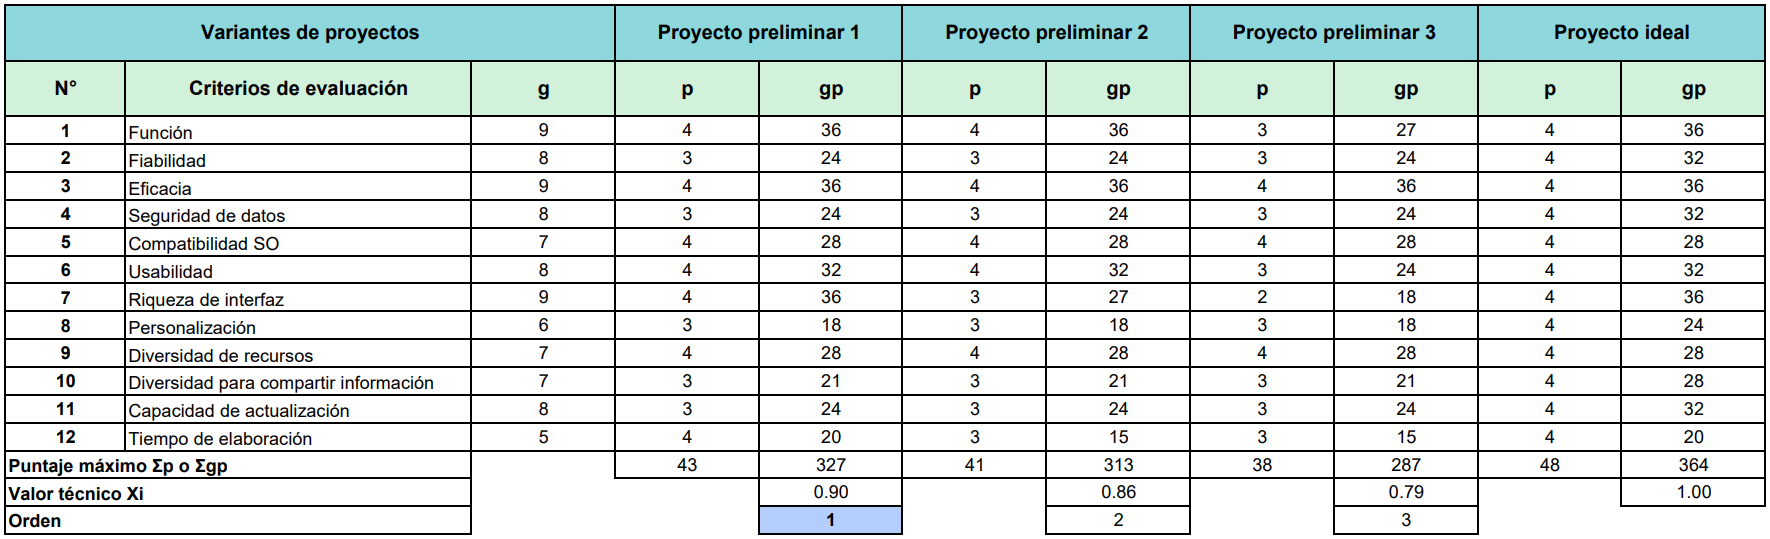 Variantes de proyectos Proyecto preliminar 1 Proyecto preliminar 2 Proyecto preliminar 3 Proyecto ideal
N° Criterios de evaluación g p gp p gp p gp p gp
1 Función 9 4 36 4 36 3 27 4 36
2 Fiabilidad 8 3 24 3 24 3 24 4 32
3 Eficacia 9 4 36 4 36 4 36 4 36
4 Seguridad de datos 8 3 24 3 24 3 24 4 32
5 Compatibilidad SO 7 4 28 4 28 4 28 4 28
6 Usabilidad 8 4 32 4 32 3 24 4 32
7 Riqueza de interfaz 9 4 36 3 27 2 18 4 36
8 Personalización 6 3 18 3 18 3 18 4 24
9 Diversidad de recursos 7 4 28 4 28 4 28 4 28
10 Diversidad para compartir información 7 3 21 3 21 3 21 4 28
11 Capacidad de actualización 8 3 24 3 24 3 24 4 32
12 Tiempo de elaboración 5 4 20 3 15 3 15 4 20
Puntaje máximo Σp o Σgp 43 327 41 313 38 287 48 364
Valor técnico Xi 0.90 0.86 0.79 1.00
Orden 1 2 3